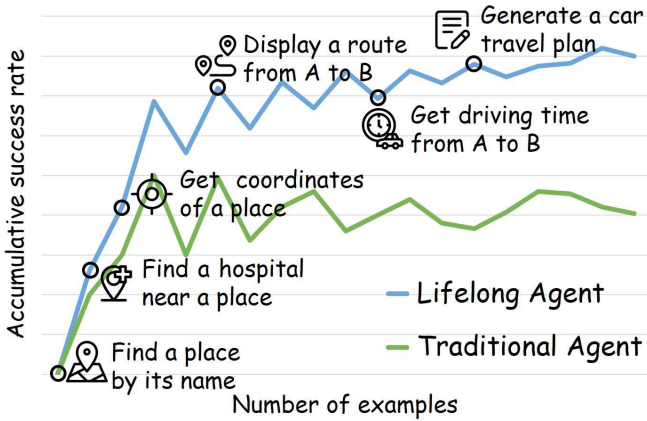 Generate a car
travel plan
Display a route
from A to B
Get driving time
from A to B
Get coordinates
of a place
Find a hospital
near a place
Lifelong Agent
Traditional Agent
Find a place
by its name
Accumulative success rate
Number of examples